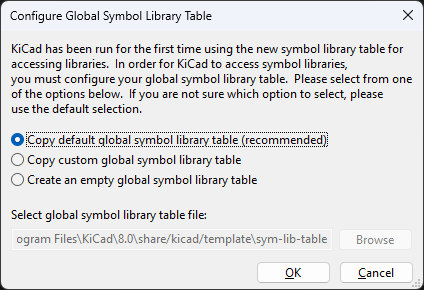 Configure Global Symbol Library Table
KiCad has been run for the first time using the new symbol library table for
accessing libraries.  In order for KiCad to access symbol libraries,
you must configure your global symbol library table.  Please select from one
of the options below.  If you are not sure which option to select, please
use the default selection.
Copy default global symbol library table (recommended)
Copy custom global symbol library table
Create an empty global symbol library table
Select global symbol library table file:
ogram Files\KiCad\8.0\share/kicad/template\sym-lib-table
Browse
OK
Cancel